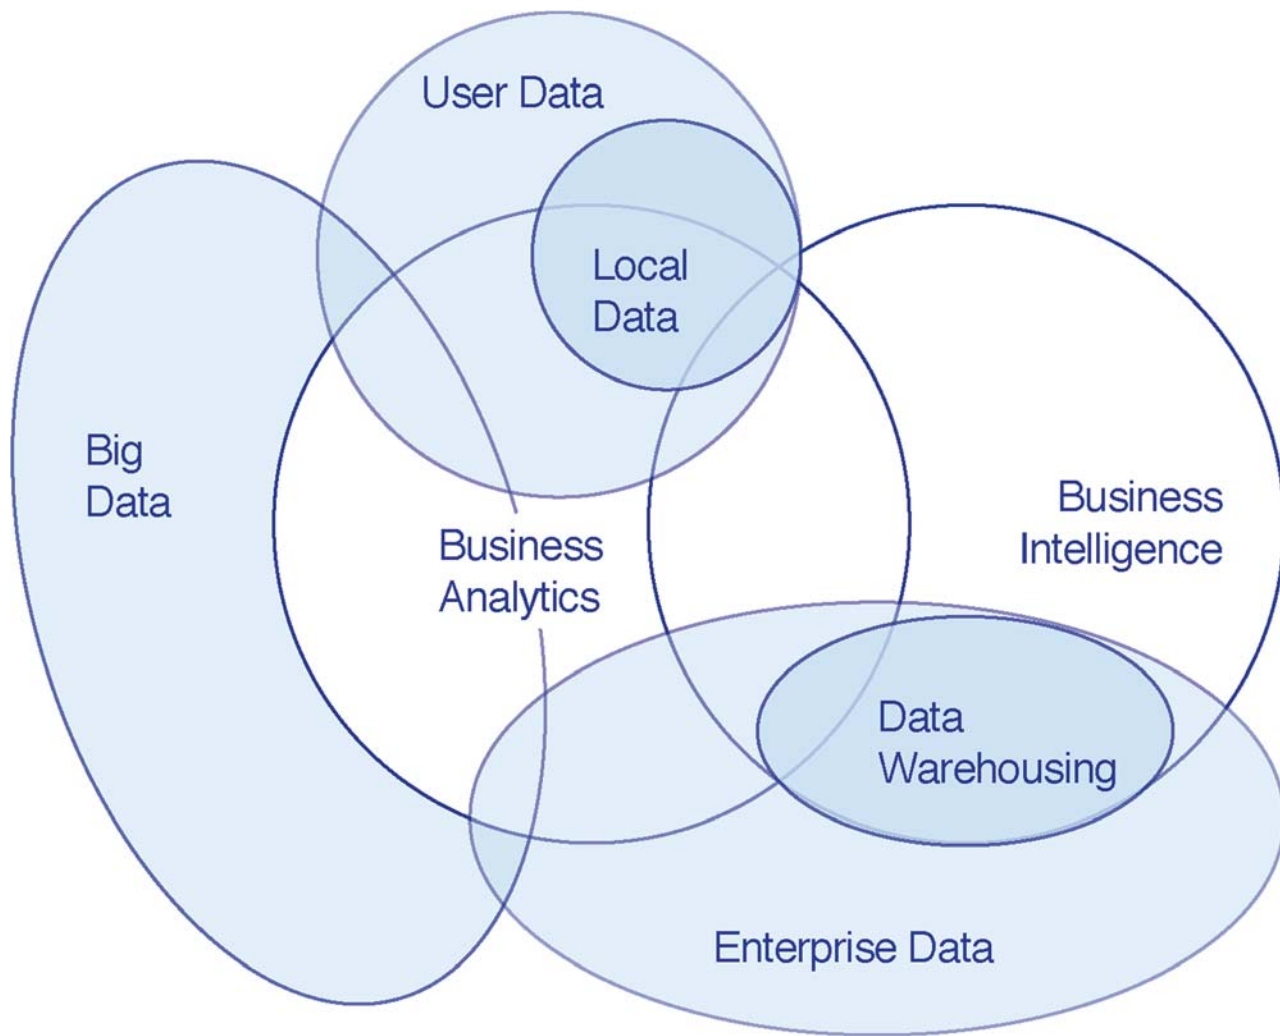 User Data
Local
Data
Big
Data
Business
Intelligence
Business
Analytics
Data
Warehousing
Enterprise Data